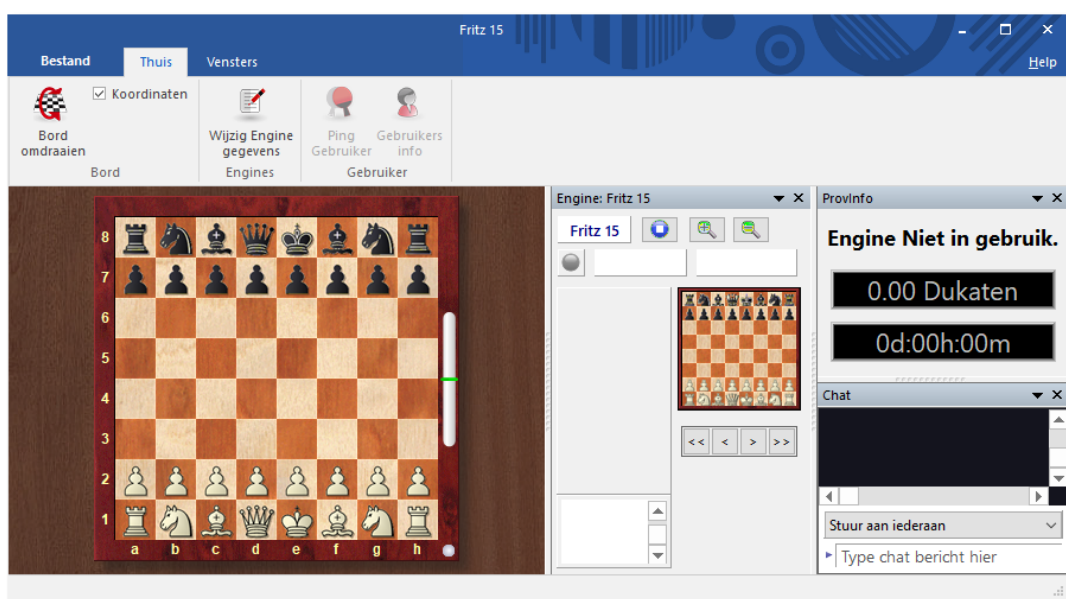 Fritz 15
Bestand Thuis Vensters Help
Bord omdraaien
Koordinaten
Bord
Wijzig Engine gegevens
Engines
Ping Gebruiker
Gebruikers info
Gebruiker
8
7
6
5
4
3
2
1
a b c d e f g h
Engine: Fritz 15
Fritz 15
<< < > >>
ProvInfo
Engine Niet in gebruik.
0.00 Dukaten
0d:00h:00m
Chat
Stuur aan iederaan
Type chat bericht hier